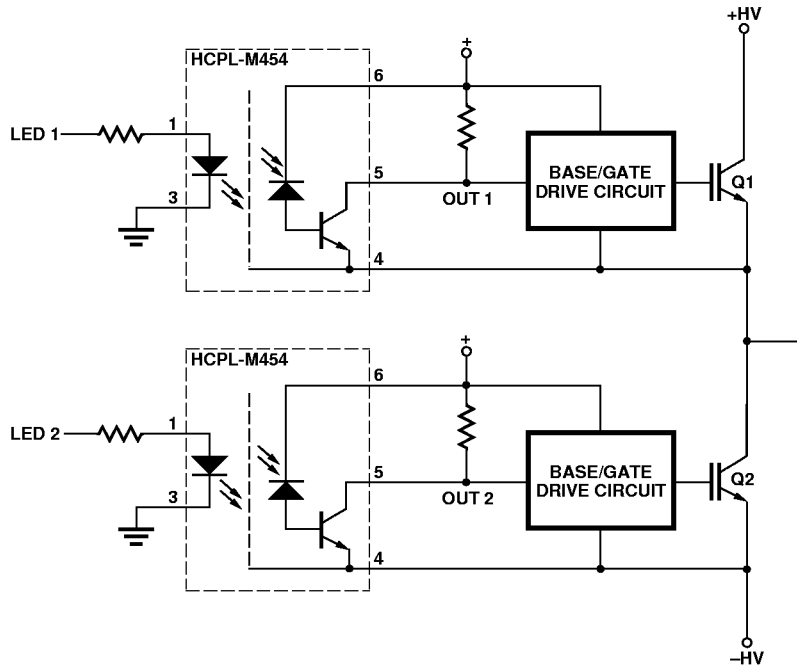 +HV
HCPL-M454
+
6
LED 1
1
5
OUT 1
BASE/GATE
DRIVE CIRCUIT
Q1
3
4
HCPL-M454
+
6
LED 2
1
5
OUT 2
BASE/GATE
DRIVE CIRCUIT
Q2
3
4
–HV